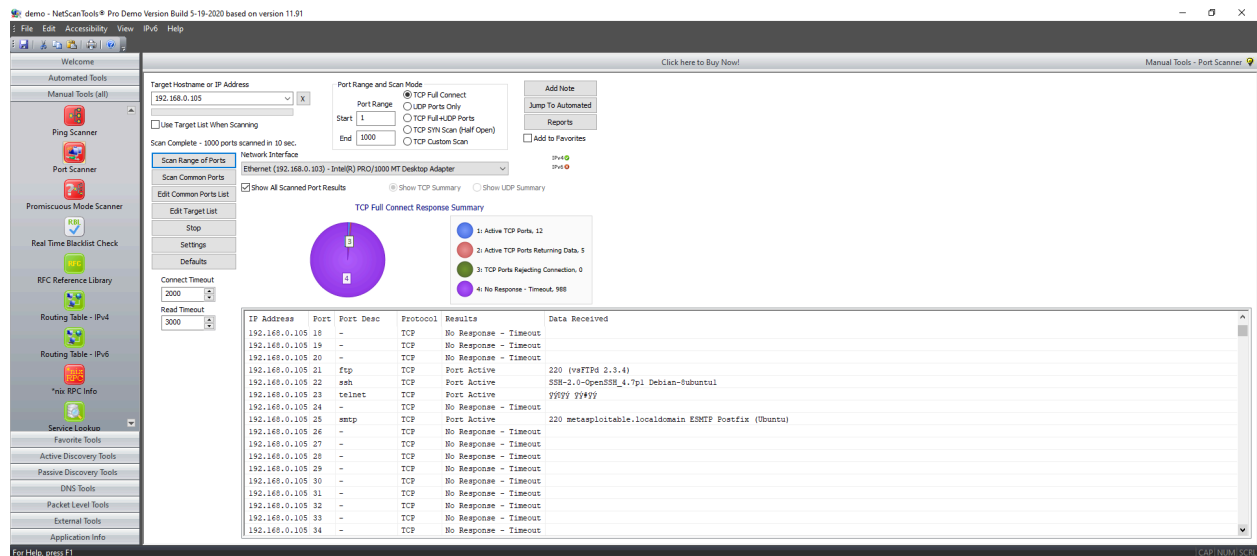 demo - NetScanTools® Pro Demo Version Build 5-19-2020 based on version 11.91
File Edit Accessibility View IPv6 Help
Welcome
Click here to Buy Now!
Manual Tools - Port Scanner
Automated Tools
Manual Tools (all)
Ping Scanner
Port Scanner
Promiscuous Mode Scanner
RBL
Real Time Blacklist Check
RFC
RFC Reference Library
Routing Table - IPv4
Routing Table - IPv6
*nix RPC
*nix RPC Info
Service Lookup
Favorite Tools
Active Discovery Tools
Passive Discovery Tools
DNS Tools
Packet Level Tools
External Tools
Application Info
Target Hostname or IP Address
192.168.0.105
X
Use Target List When Scanning
Scan Complete - 1000 ports scanned in 10 sec.
Port Range and Scan Mode
Port Range
Start 1
End 1000
TCP Full Connect
UDP Ports Only
TCP Full+UDP Ports
TCP SYN Scan (Half Open)
TCP Custom Scan
Add Note
Jump To Automated
Reports
Add to Favorites
IPv4
IPv6
Scan Range of Ports
Scan Common Ports
Edit Common Ports List
Edit Target List
Stop
Settings
Defaults
Connect Timeout
2000
Read Timeout
3000
Network Interface
Ethernet (192.168.0.103) - Intel(R) PRO/1000 MT Desktop Adapter
Show All Scanned Port Results
Show TCP Summary
Show UDP Summary
TCP Full Connect Response Summary
3
4
1: Active TCP Ports, 12
2: Active TCP Ports Returning Data, 5
3: TCP Ports Rejecting Connection, 0
4: No Response - Timeout, 988
IP Address Port Port Desc Protocol Results Data Received
192.168.0.105 18 - TCP No Response - Timeout
192.168.0.105 19 - TCP No Response - Timeout
192.168.0.105 20 - TCP No Response - Timeout
192.168.0.105 21 ftp TCP Port Active 220 (vsFTPd 2.3.4)
192.168.0.105 22 ssh TCP Port Active SSH-2.0-OpenSSH_4.7p1 Debian-8ubuntu1
192.168.0.105 23 telnet TCP Port Active
192.168.0.105 24 - TCP No Response - Timeout
192.168.0.105 25 smtp TCP Port Active 220 metasploitable.localdomain ESMTP Postfix (Ubuntu)
192.168.0.105 26 - TCP No Response - Timeout
192.168.0.105 27 - TCP No Response - Timeout
192.168.0.105 28 - TCP No Response - Timeout
192.168.0.105 29 - TCP No Response - Timeout
192.168.0.105 30 - TCP No Response - Timeout
192.168.0.105 31 - TCP No Response - Timeout
192.168.0.105 32 - TCP No Response - Timeout
192.168.0.105 33 - TCP No Response - Timeout
192.168.0.105 34 - TCP No Response - Timeout
For Help, press F1
CAP NUM SCRL